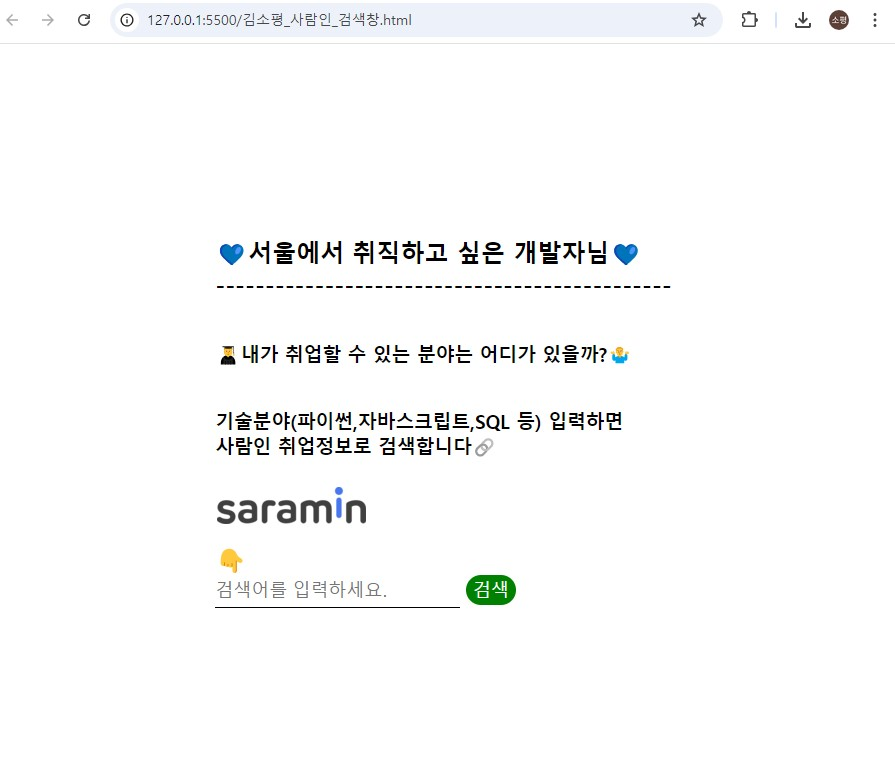 127.0.0.1:5500/김소평_사람인_검색창.html
소평
💙서울에서 취직하고 싶은 개발자님💙
----------------------------------------------
👨‍🎓내가 취업할 수 있는 분야는 어디가 있을까?🤷‍♂️
기술분야(파이썬,자바스크립트,SQL 등) 입력하면
사람인 취업정보로 검색합니다🔗
saramin
👇
검색어를 입력하세요. 검색